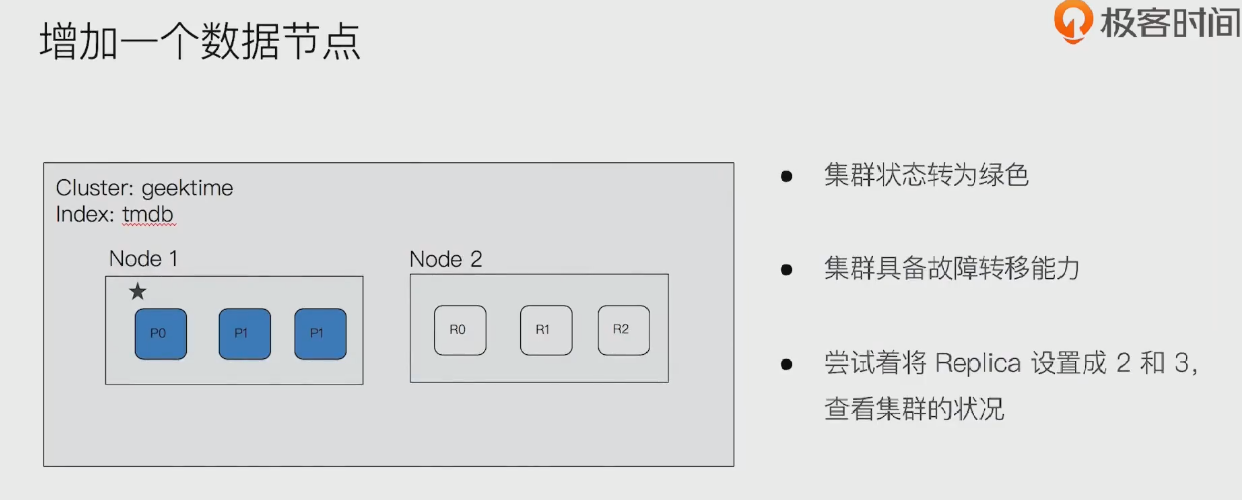 增加一个数据节点
极客时间
Cluster: geektime
Index: tmdb
Node 1
P0 P1 P1
Node 2
R0 R1 R2
集群状态转为绿色
集群具备故障转移能力
尝试着将 Replica 设置成 2 和 3，
查看集群的状况